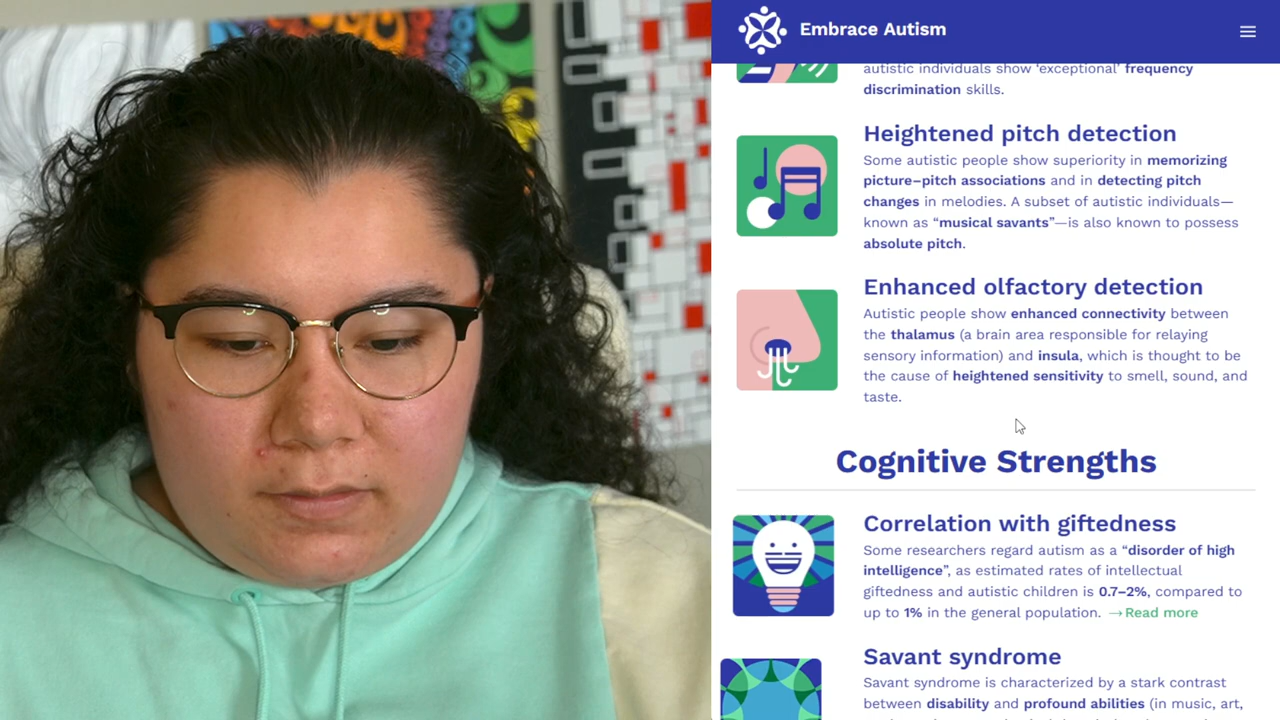 Embrace Autism
autistic individuals show ‘exceptional’ frequency
discrimination skills.
Heightened pitch detection
Some autistic people show superiority in memorizing
picture–pitch associations and in detecting pitch
changes in melodies. A subset of autistic individuals—
known as “musical savants”—is also known to possess
absolute pitch.
Enhanced olfactory detection
Autistic people show enhanced connectivity between
the thalamus (a brain area responsible for relaying
sensory information) and insula, which is thought to be
the cause of heightened sensitivity to smell, sound, and
taste.
Cognitive Strengths
Correlation with giftedness
Some researchers regard autism as a “disorder of high
intelligence”, as estimated rates of intellectual
giftedness and autistic children is 0.7–2%, compared to
up to 1% in the general population. →Read more
Savant syndrome
Savant syndrome is characterized by a stark contrast
between disability and profound abilities (in music, art,